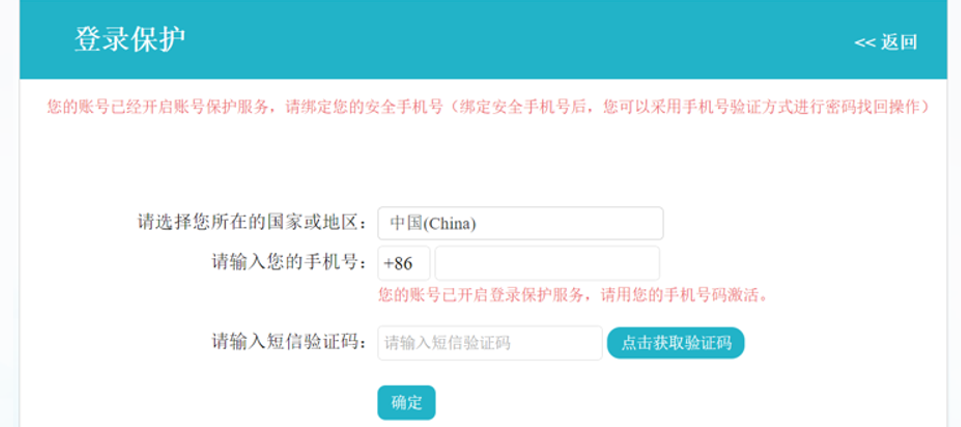 登录保护
<< 返回
您的账号已经开启账号保护服务，请绑定您的安全手机号（绑定安全手机号后，您可以采用手机号验证方式进行密码找回操作）
请选择您所在的国家或地区： 中国(China)
请输入您的手机号： +86
您的账号已开启登录保护服务，请用您的手机号码激活。
请输入短信验证码： 请输入短信验证码 点击获取验证码
确定